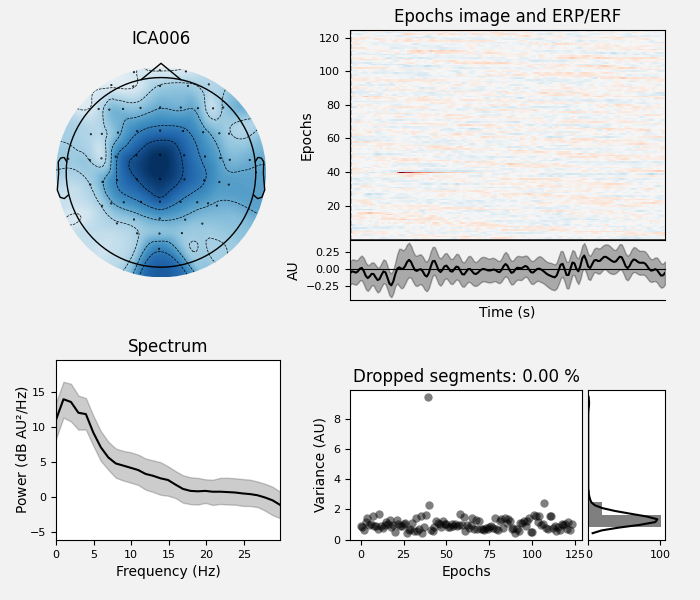 ICA006
Epochs image and ERP/ERF
120
100
80
60
40
20
Epochs
0.25
0.00
−0.25
AU
Time (s)
Spectrum
15
10
5
0
−5
Power (dB AU²/Hz)
0 5 10 15 20 25
Frequency (Hz)
Dropped segments: 0.00 %
8
6
4
2
0
Variance (AU)
0 25 50 75 100 125
0 100
Epochs